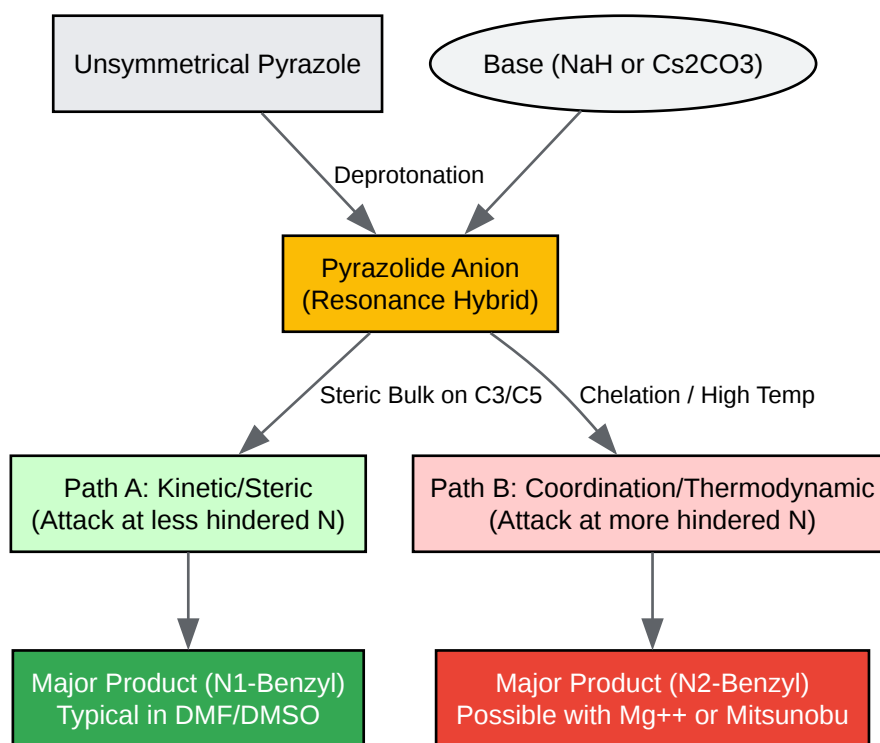 Unsymmetrical Pyrazole
Base (NaH or Cs2CO3)
Deprotonation
Pyrazolide Anion
(Resonance Hybrid)
Steric Bulk on C3/C5
Chelation / High Temp
Path A: Kinetic/Steric
(Attack at less hindered N)
Path B: Coordination/Thermodynamic
(Attack at more hindered N)
Major Product (N1-Benzyl)
Typical in DMF/DMSO
Major Product (N2-Benzyl)
Possible with Mg++ or Mitsunobu